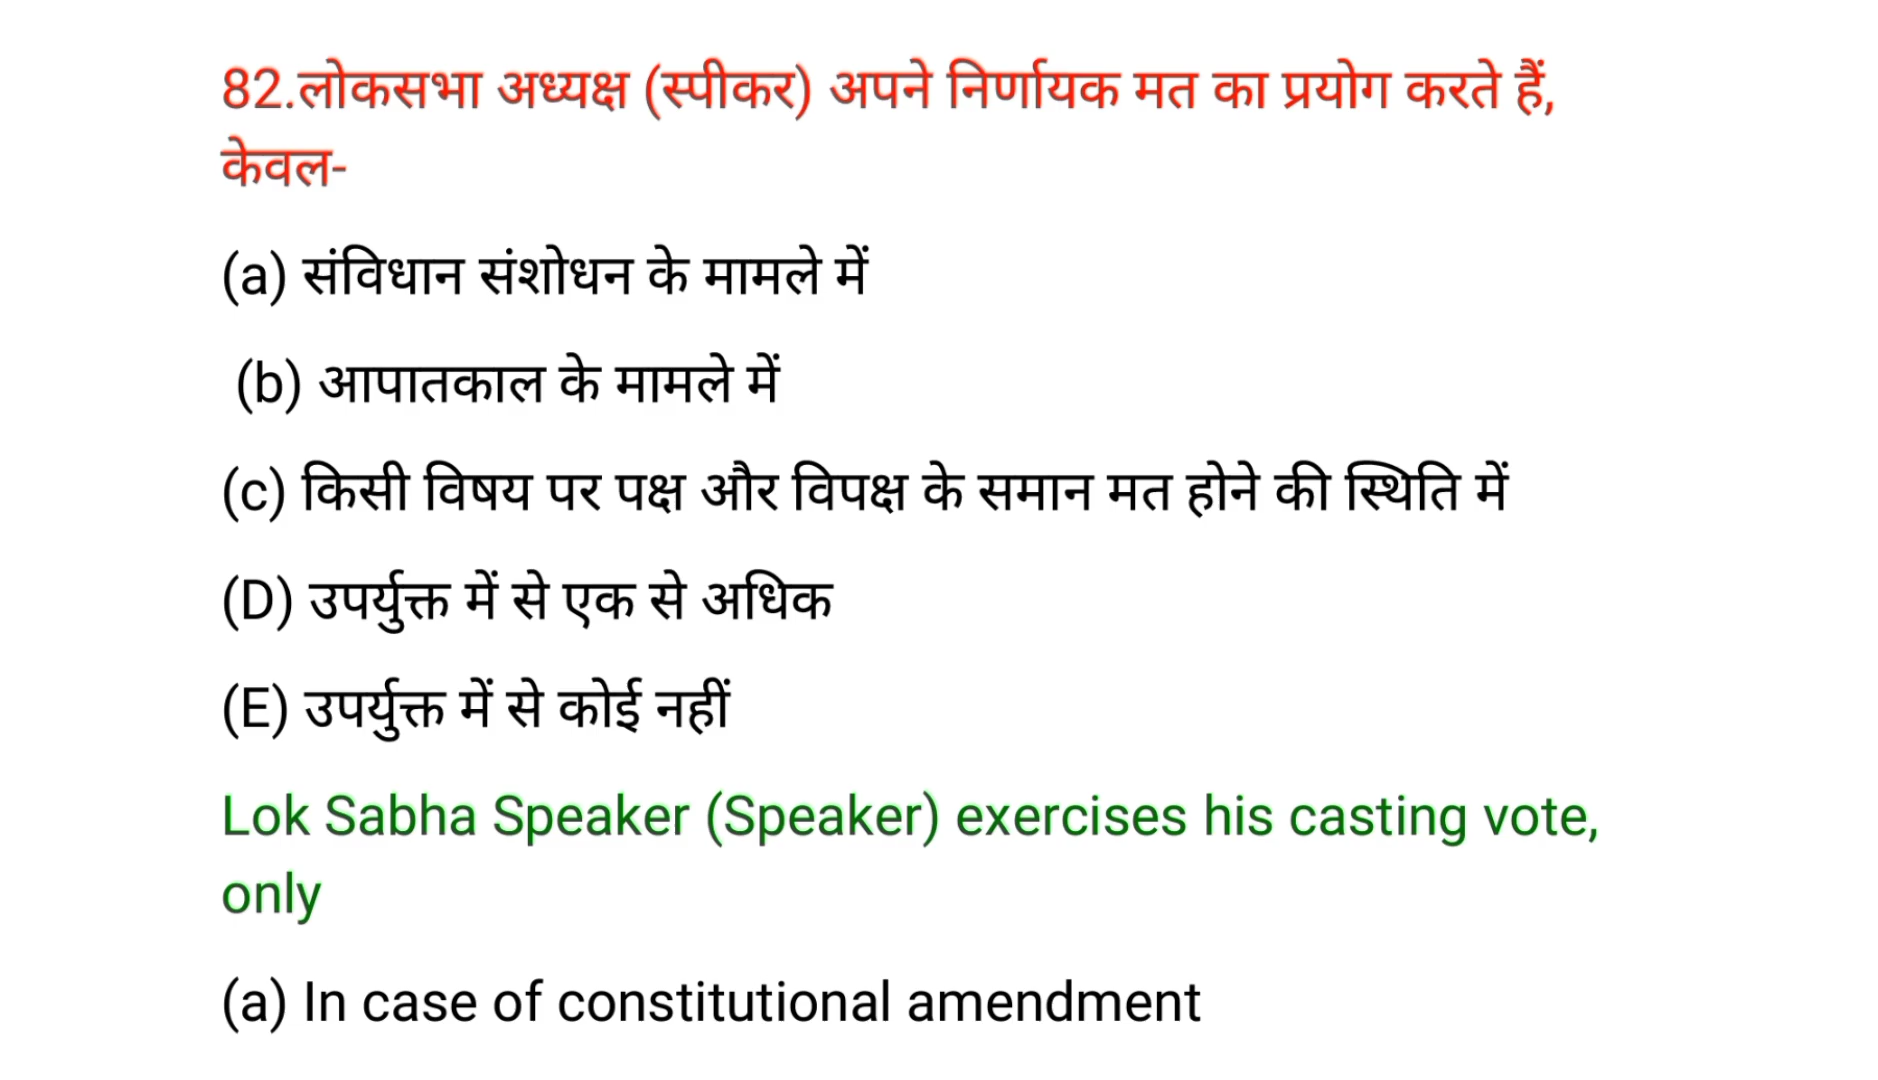 82.लोकसभा अध्यक्ष (स्पीकर) अपने निर्णायक मत का प्रयोग करते हैं,
केवल-
(a) संविधान संशोधन के मामले में
(b) आपातकाल के मामले में
(c) किसी विषय पर पक्ष और विपक्ष के समान मत होने की स्थिति में
(D) उपर्युक्त में से एक से अधिक
(E) उपर्युक्त में से कोई नहीं
Lok Sabha Speaker (Speaker) exercises his casting vote,
only
(a) In case of constitutional amendment